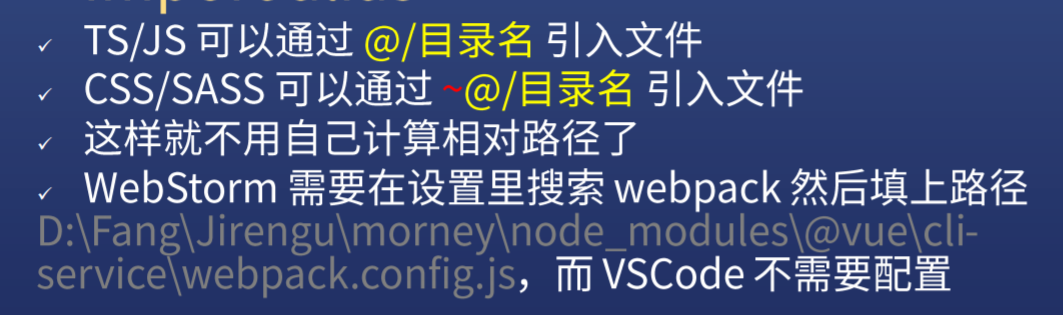 TS/JS 可以通过 @/目录名 引入文件
CSS/SASS 可以通过 ~@/目录名 引入文件
这样就不用自己计算相对路径了
WebStorm 需要在设置里搜索 webpack 然后填上路径
D:\Fang\Jirengu\morney\node_modules\@vue\cli-
service\webpack.config.js，而 VSCode 不需要配置